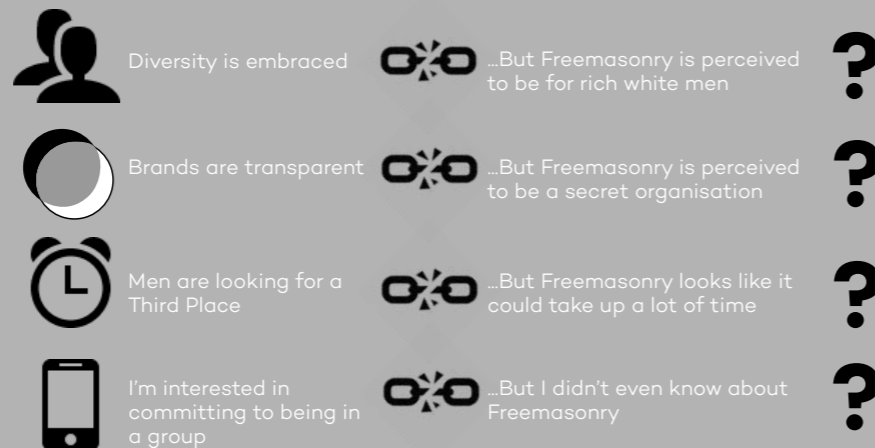 Diversity is embraced
...But Freemasonry is perceived
to be for rich white men
?
Brands are transparent
...But Freemasonry is perceived
to be a secret organisation
?
Men are looking for a
Third Place
...But Freemasonry looks like it
could take up a lot of time
?
I'm interested in
committing to being in
a group
...But I didn't even know about
Freemasonry
?